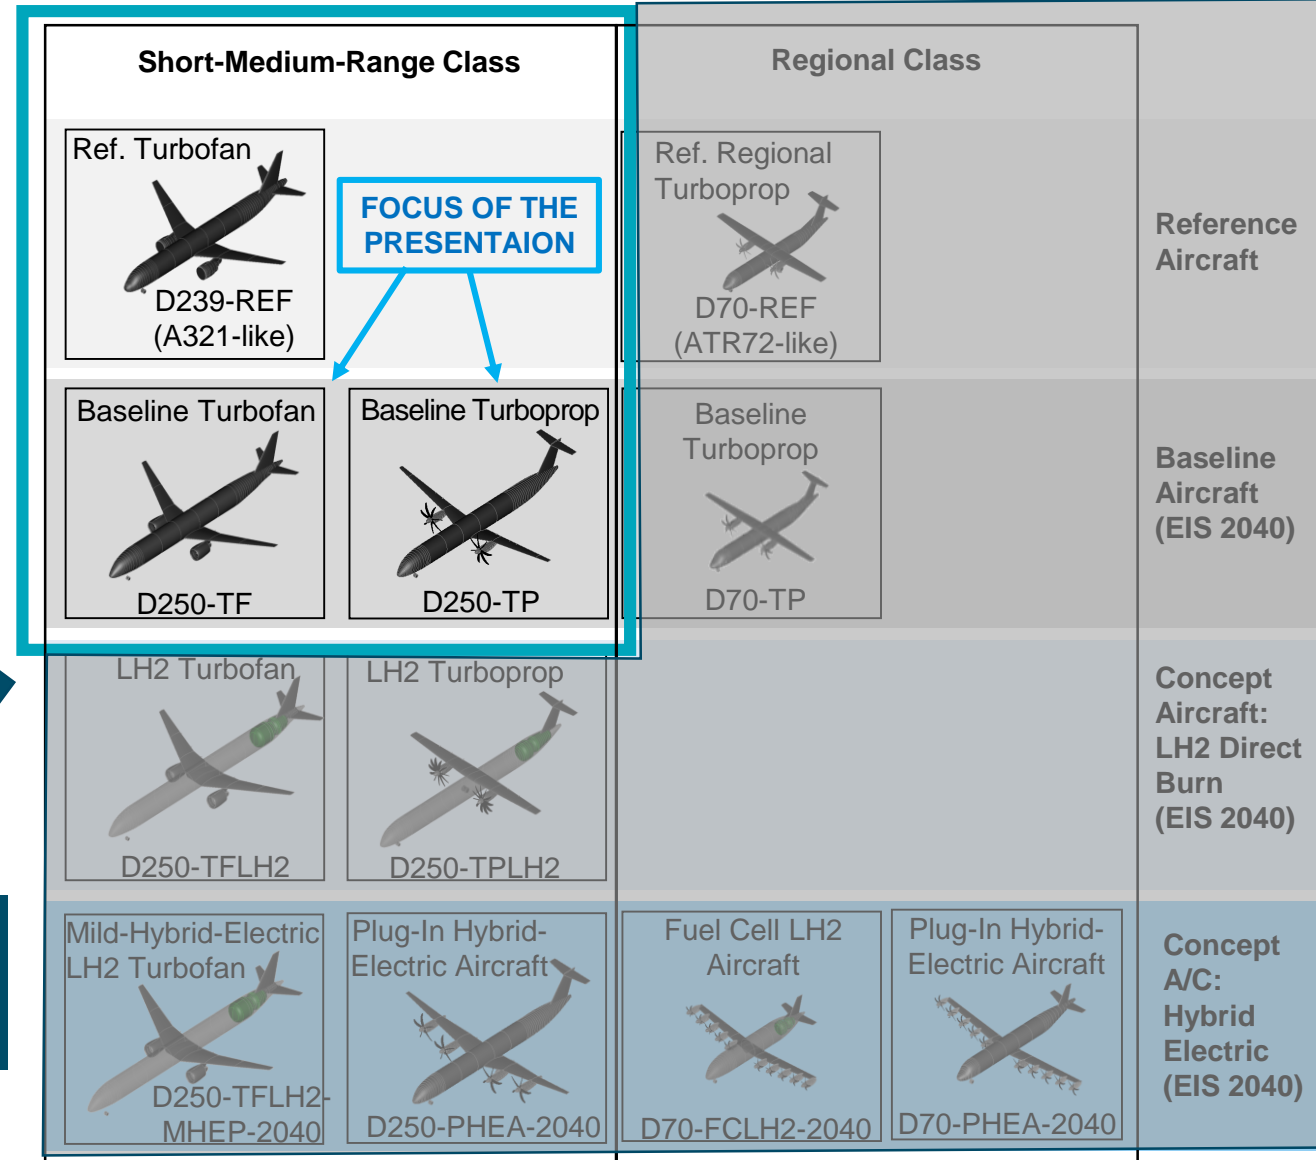 Short-Medium-Range Class
Regional Class
Ref. Turbofan
D239-REF
(A321-like)
FOCUS OF THE
PRESENTAION
Ref. Regional
Turboprop
D70-REF
(ATR72-like)
Reference
Aircraft
Baseline Turbofan
D250-TF
Baseline Turboprop
D250-TP
Baseline
Turboprop
D70-TP
Baseline
Aircraft
(EIS 2040)
LH2 Turbofan
D250-TFLH2
LH2 Turboprop
D250-TPLH2
Concept
Aircraft:
LH2 Direct
Burn
(EIS 2040)
Mild-Hybrid-Electric
LH2 Turbofan
D250-TFLH2-
MHEP-2040
Plug-In Hybrid-
Electric Aircraft
D250-PHEA-2040
Fuel Cell LH2
Aircraft
D70-FCLH2-2040
Plug-In Hybrid-
Electric Aircraft
D70-PHEA-2040
Concept
A/C:
Hybrid
Electric
(EIS 2040)